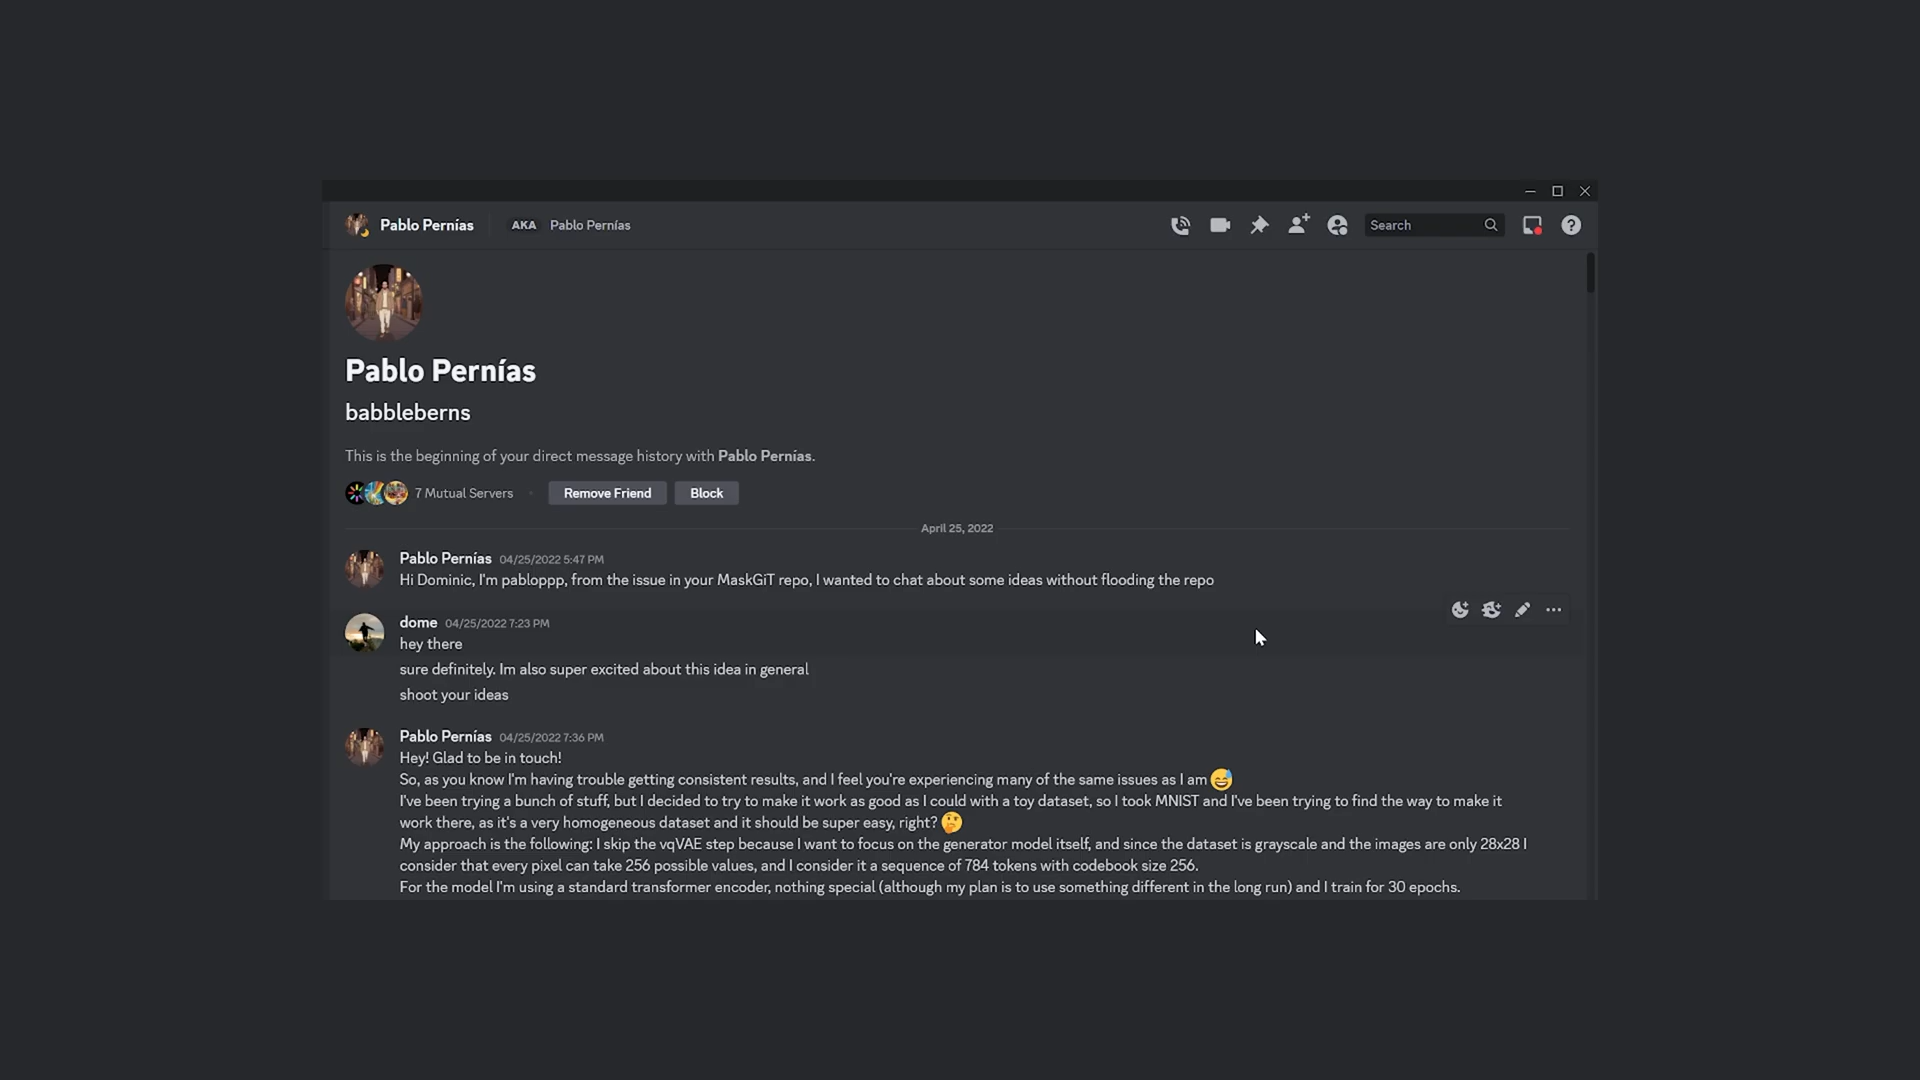 Pablo Pernías AKA Pablo Pernías Search
Pablo Pernías
babbleberns
This is the beginning of your direct message history with Pablo Pernías.
7 Mutual Servers Remove Friend Block
April 25, 2022
Pablo Pernías 04/25/2022 5:47 PM
Hi Dominic, I'm pabloppp, from the issue in your MaskGiT repo, I wanted to chat about some ideas without flooding the repo
dome 04/25/2022 7:23 PM
hey there
sure definitely. Im also super excited about this idea in general
shoot your ideas
Pablo Pernías 04/25/2022 7:36 PM
Hey! Glad to be in touch!
So, as you know I'm having trouble getting consistent results, and I feel you're experiencing many of the same issues as I am 😅
I've been trying a bunch of stuff, but I decided to try to make it work as good as I could with a toy dataset, so I took MNIST and I've been trying to find the way to make it
work there, as it's a very homogeneous dataset and it should be super easy, right? 🤔
My approach is the following: I skip the vqVAE step because I want to focus on the generator model itself, and since the dataset is grayscale and the images are only 28x28 I
consider that every pixel can take 256 possible values, and I consider it a sequence of 784 tokens with codebook size 256.
For the model I'm using a standard transformer encoder, nothing special (although my plan is to use something different in the long run) and I train for 30 epochs.